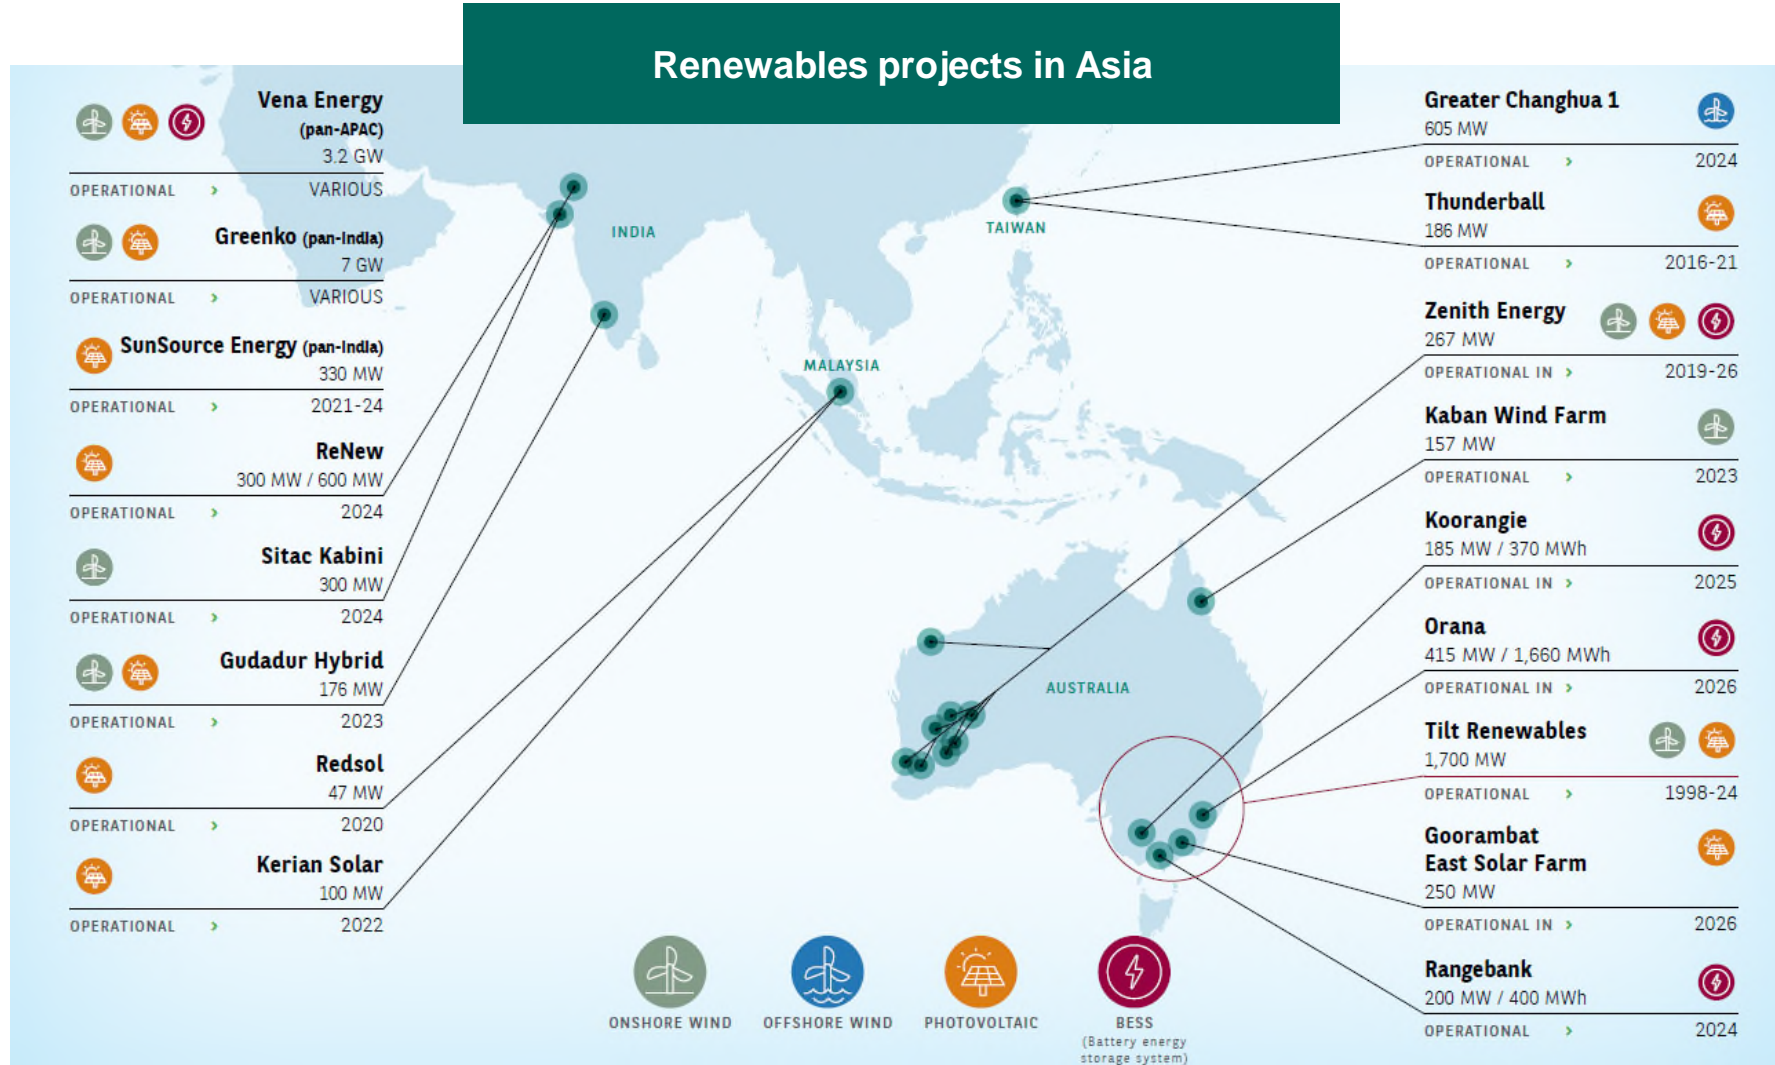 Renewables projects in Asia
Vena Energy
(pan-APAC)
3.2 GW
OPERATIONAL > VARIOUS
Greenko (pan-India)
7 GW
OPERATIONAL > VARIOUS
SunSource Energy (pan-India)
330 MW
OPERATIONAL > 2021-24
ReNew
300 MW / 600 MW
OPERATIONAL > 2024
Sitac Kabini
300 MW
OPERATIONAL > 2024
Gudadur Hybrid
176 MW
OPERATIONAL > 2023
Redsol
47 MW
OPERATIONAL > 2020
Kerian Solar
100 MW
OPERATIONAL > 2022
INDIA
TAIWAN
MALAYSIA
AUSTRALIA
Greater Changhua 1
605 MW
OPERATIONAL > 2024
Thunderball
186 MW
OPERATIONAL > 2016-21
Zenith Energy
267 MW
OPERATIONAL IN > 2019-26
Kaban Wind Farm
157 MW
OPERATIONAL > 2023
Koorangie
185 MW / 370 MWh
OPERATIONAL IN > 2025
Orana
415 MW / 1,660 MWh
OPERATIONAL IN > 2026
Tilt Renewables
1,700 MW
OPERATIONAL > 1998-24
Goorambat
East Solar Farm
250 MW
OPERATIONAL IN > 2026
Rangebank
200 MW / 400 MWh
OPERATIONAL > 2024
ONSHORE WIND
OFFSHORE WIND
PHOTOVOLTAIC
BESS
(Battery energy
storage system)